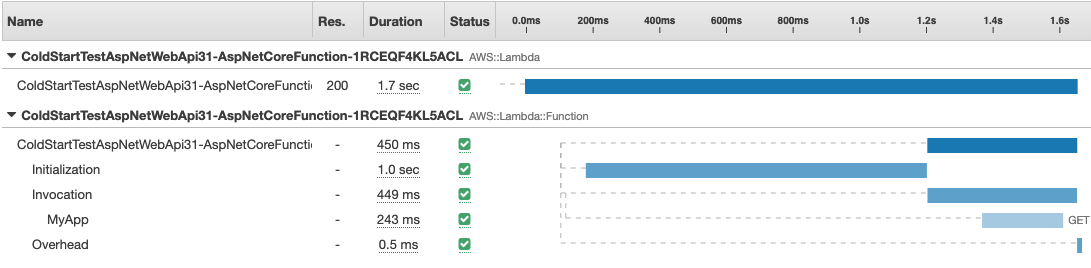 Name Res. Duration Status 0.0ms 200ms 400ms 600ms 800ms 1.0s 1.2s 1.4s 1.6s
ColdStartTestAspNetWebApi31-AspNetCoreFunction-1RCEQF4KL5ACL AWS::Lambda
ColdStartTestAspNetWebApi31-AspNetCoreFuncti 200 1.7 sec
ColdStartTestAspNetWebApi31-AspNetCoreFunction-1RCEQF4KL5ACL AWS::Lambda::Function
ColdStartTestAspNetWebApi31-AspNetCoreFuncti - 450 ms
Initialization - 1.0 sec
Invocation - 449 ms
MyApp - 243 ms GET
Overhead - 0.5 ms